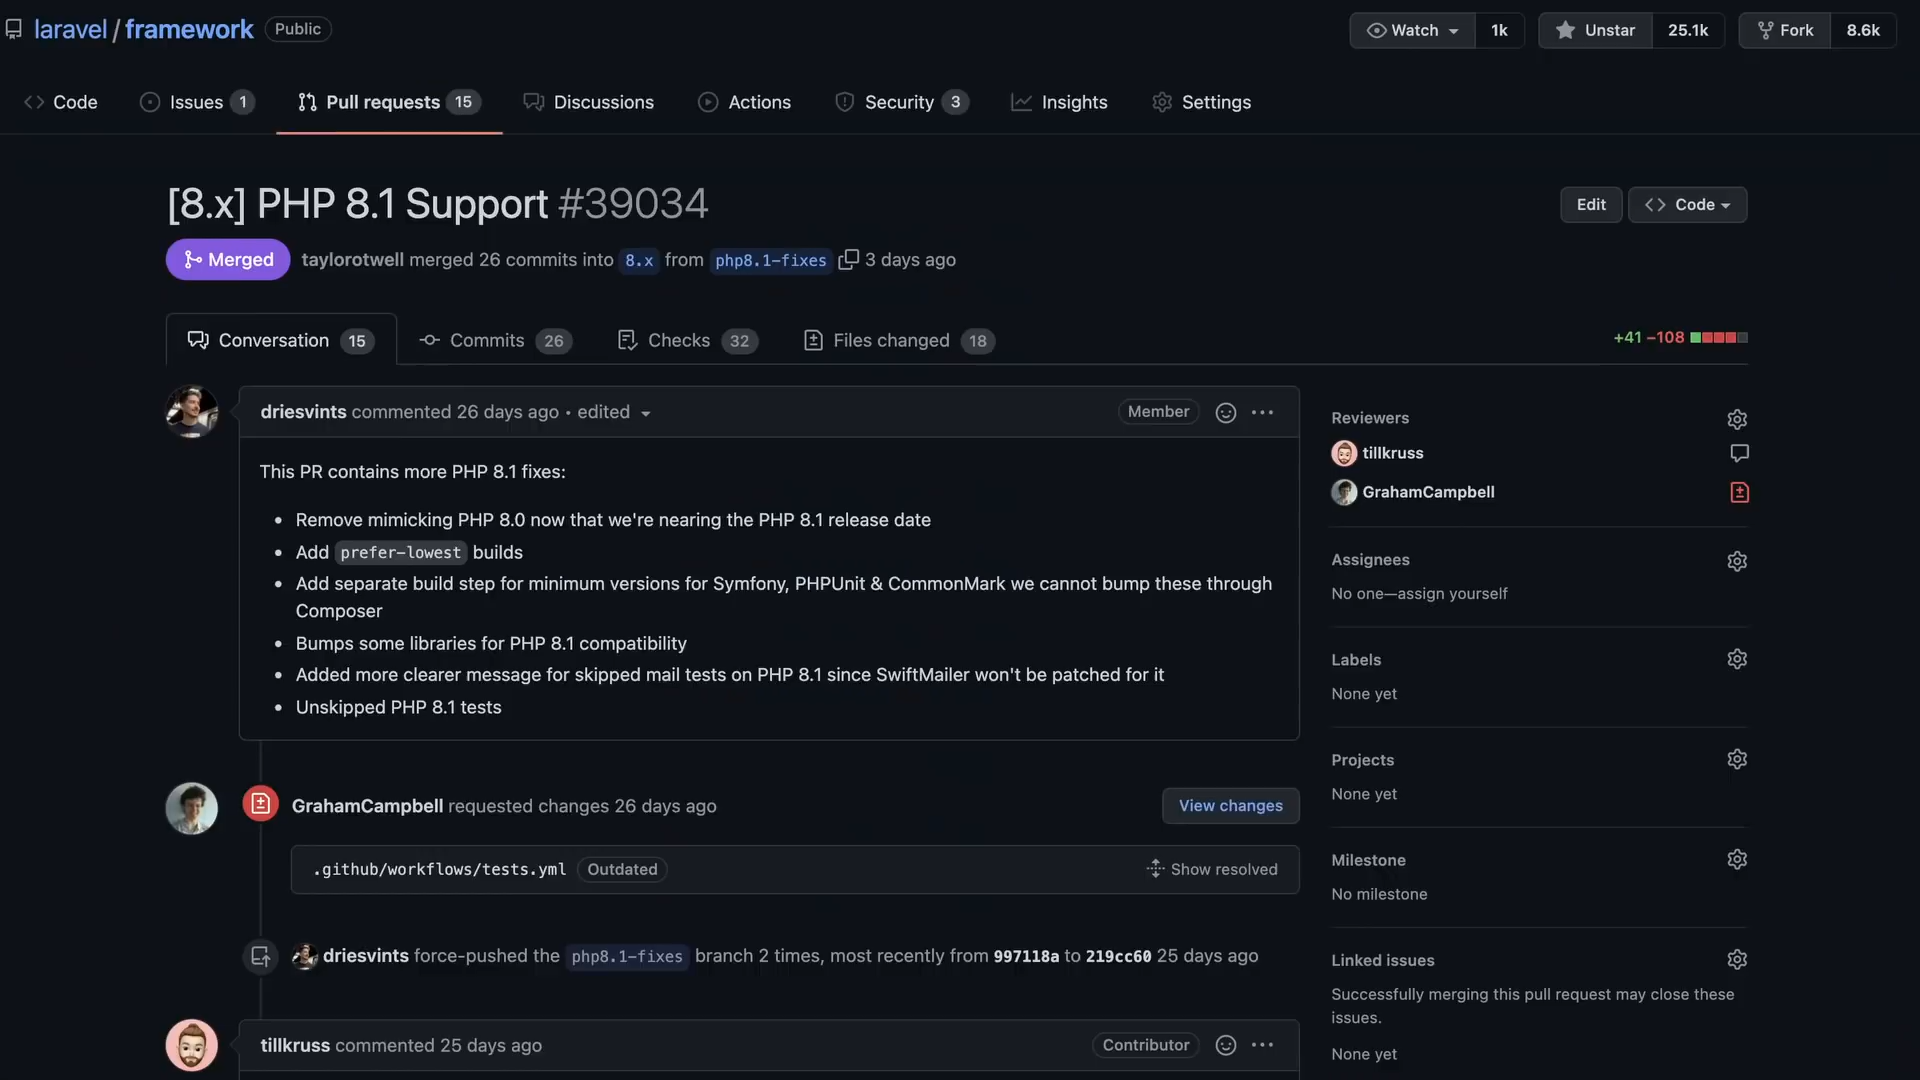 laravel / framework Public
Watch 1k Unstar 25.1k Fork 8.6k
Code Issues 1 Pull requests 15 Discussions Actions Security 3 Insights Settings
[8.x] PHP 8.1 Support #39034
Edit Code
Merged taylorotwell merged 26 commits into 8.x from php8.1-fixes 3 days ago
Conversation 15 Commits 26 Checks 32 Files changed 18
+41 −108
driesvints commented 26 days ago • edited Member
This PR contains more PHP 8.1 fixes:
• Remove mimicking PHP 8.0 now that we're nearing the PHP 8.1 release date
• Add prefer-lowest builds
• Add separate build step for minimum versions for Symfony, PHPUnit & CommonMark we cannot bump these through
Composer
• Bumps some libraries for PHP 8.1 compatibility
• Added more clearer message for skipped mail tests on PHP 8.1 since SwiftMailer won't be patched for it
• Unskipped PHP 8.1 tests
GrahamCampbell requested changes 26 days ago View changes
.github/workflows/tests.yml Outdated Show resolved
driesvints force-pushed the php8.1-fixes branch 2 times, most recently from 997118a to 219cc60 25 days ago
tillkruss commented 25 days ago Contributor
Reviewers
tillkruss
GrahamCampbell
Assignees
No one—assign yourself
Labels
None yet
Projects
None yet
Milestone
No milestone
Linked issues
Successfully merging this pull request may close these
issues.
None yet